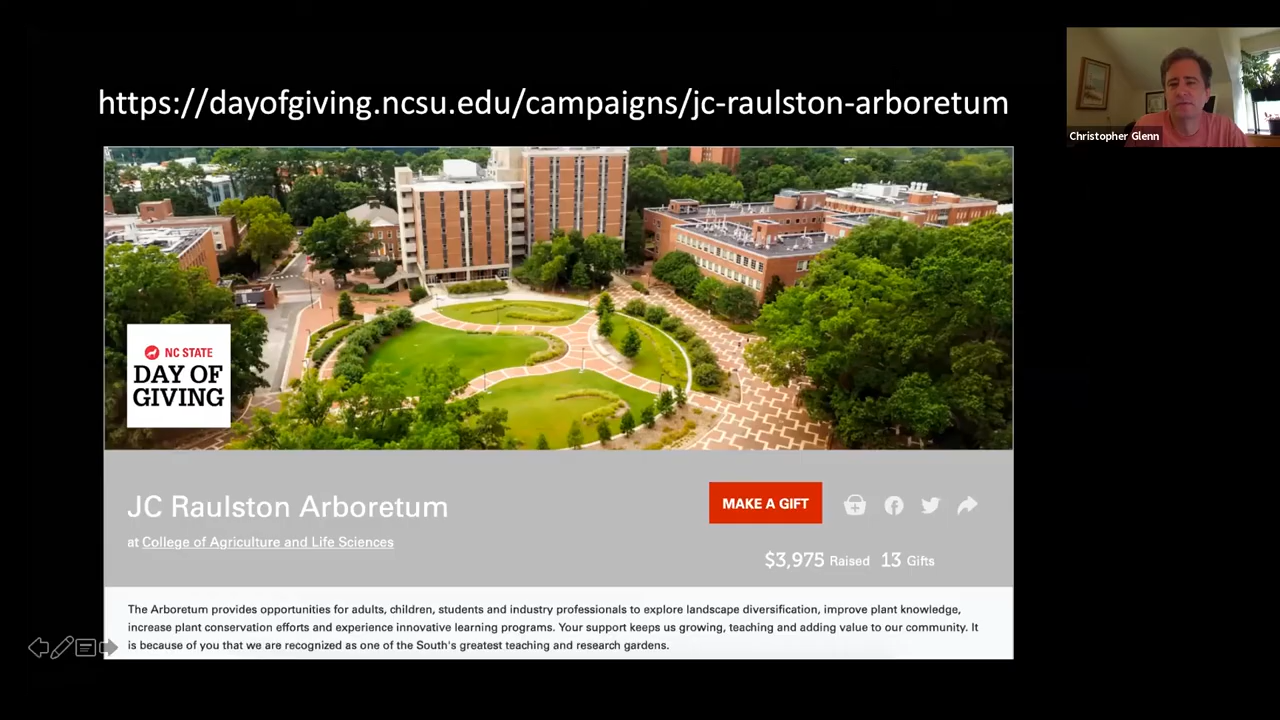 https://dayofgiving.ncsu.edu/campaigns/jc-raulston-arboretum
Christopher Glenn
NC STATE
DAY OF
GIVING
JC Raulston Arboretum
MAKE A GIFT
at College of Agriculture and Life Sciences
$3,975 Raised 13 Gifts
The Arboretum provides opportunities for adults, children, students and industry professionals to explore landscape diversification, improve plant knowledge,
increase plant conservation efforts and experience innovative learning programs. Your support keeps us growing, teaching and adding value to our community. It
is because of you that we are recognized as one of the South's greatest teaching and research gardens.